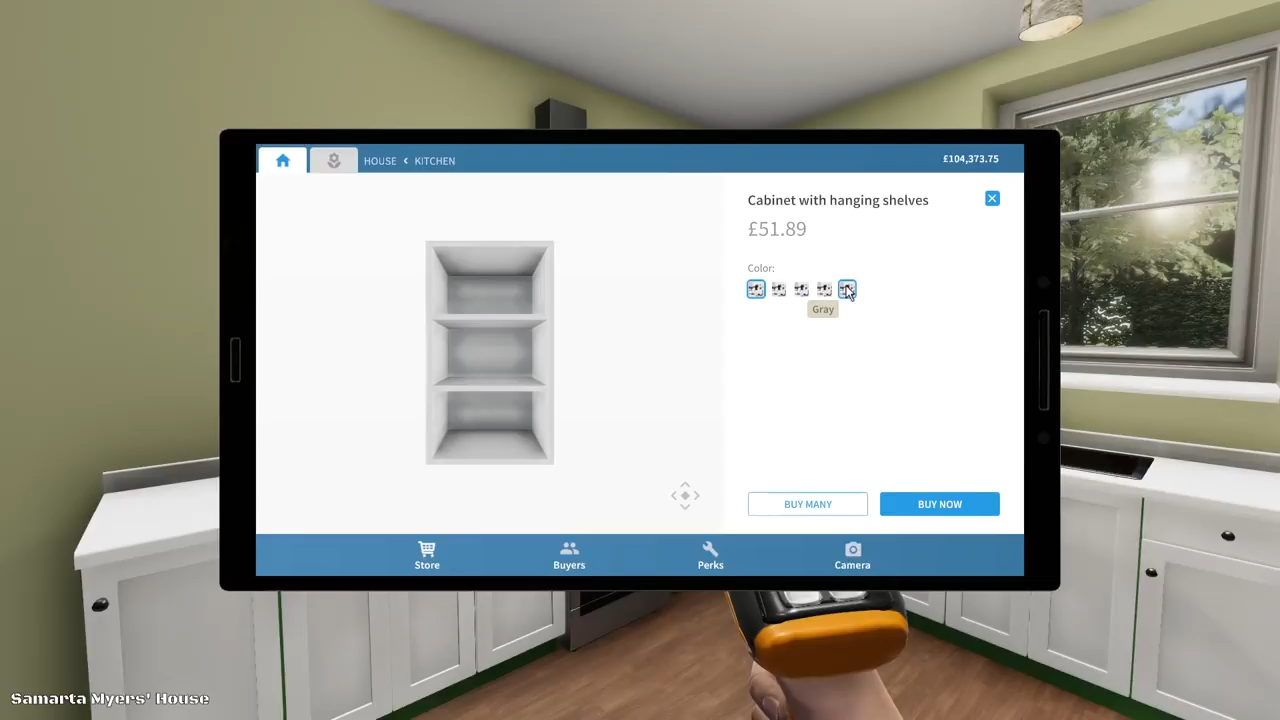 HOUSE < KITCHEN
£104,373.75
Cabinet with hanging shelves
£51.89
Color:
Gray
BUY MANY
BUY NOW
Store
Buyers
Perks
Camera
Samarta Myers' House